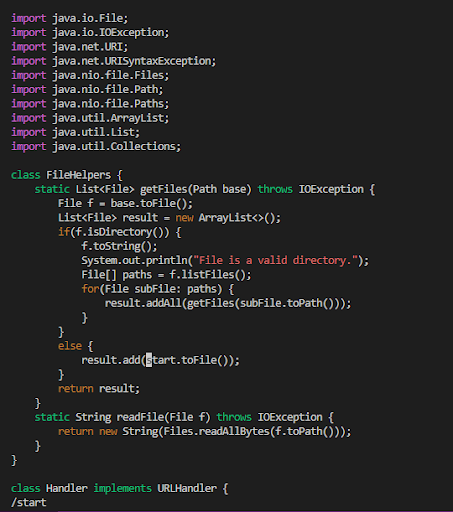 import java.io.File;
import java.io.IOException;
import java.net.URI;
import java.net.URISyntaxException;
import java.nio.file.Files;
import java.nio.file.Path;
import java.nio.file.Paths;
import java.util.ArrayList;
import java.util.List;
import java.util.Collections;

class FileHelpers {
    static List<File> getFiles(Path base) throws IOException {
        File f = base.toFile();
        List<File> result = new ArrayList<>();
        if(f.isDirectory()) {
            f.toString();
            System.out.println("File is a valid directory.");
            File[] paths = f.listFiles();
            for(File subFile: paths) {
                result.addAll(getFiles(subFile.toPath()));
            }
        }
        else {
            result.add(start.toFile());
        }
        return result;
    }
    static String readFile(File f) throws IOException {
        return new String(Files.readAllBytes(f.toPath()));
    }
}

class Handler implements URLHandler {
/start